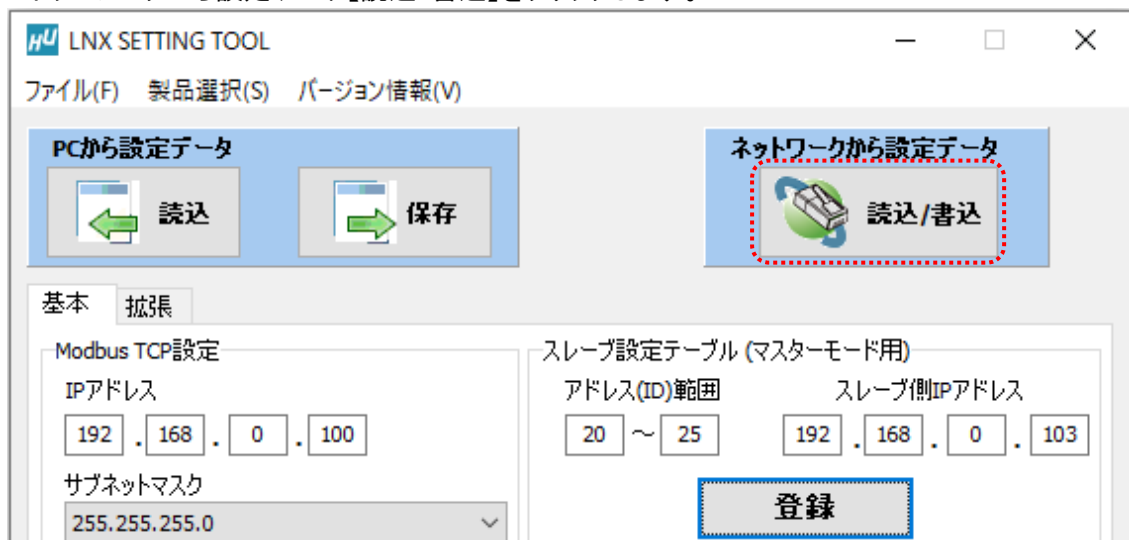 LNX SETTING TOOL
ファイル(F) 製品選択(S) バージョン情報(V)
PCから設定データ
読込
保存
ネットワークから設定データ
読込/書込
基本
拡張
Modbus TCP設定
IPアドレス
192 . 168 . 0 . 100
サブネットマスク
255.255.255.0
スレーブ設定テーブル (マスターモード用)
アドレス(ID)範囲 スレーブ側IPアドレス
20 ～ 25 192 . 168 . 0 . 103
登録